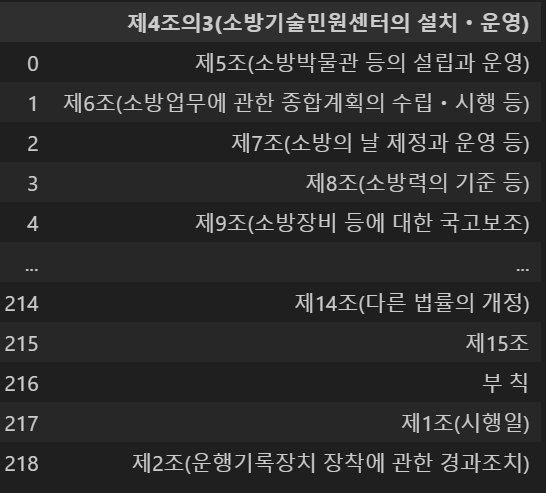 제4조의3(소방기술민원센터의 설치・운영)
0 제5조(소방박물관 등의 설립과 운영)
1 제6조(소방업무에 관한 종합계획의 수립・시행 등)
2 제7조(소방의 날 제정과 운영 등)
3 제8조(소방력의 기준 등)
4 제9조(소방장비 등에 대한 국고보조)
... ...
214 제14조(다른 법률의 개정)
215 제15조
216 부 칙
217 제1조(시행일)
218 제2조(운행기록장치 장착에 관한 경과조치)